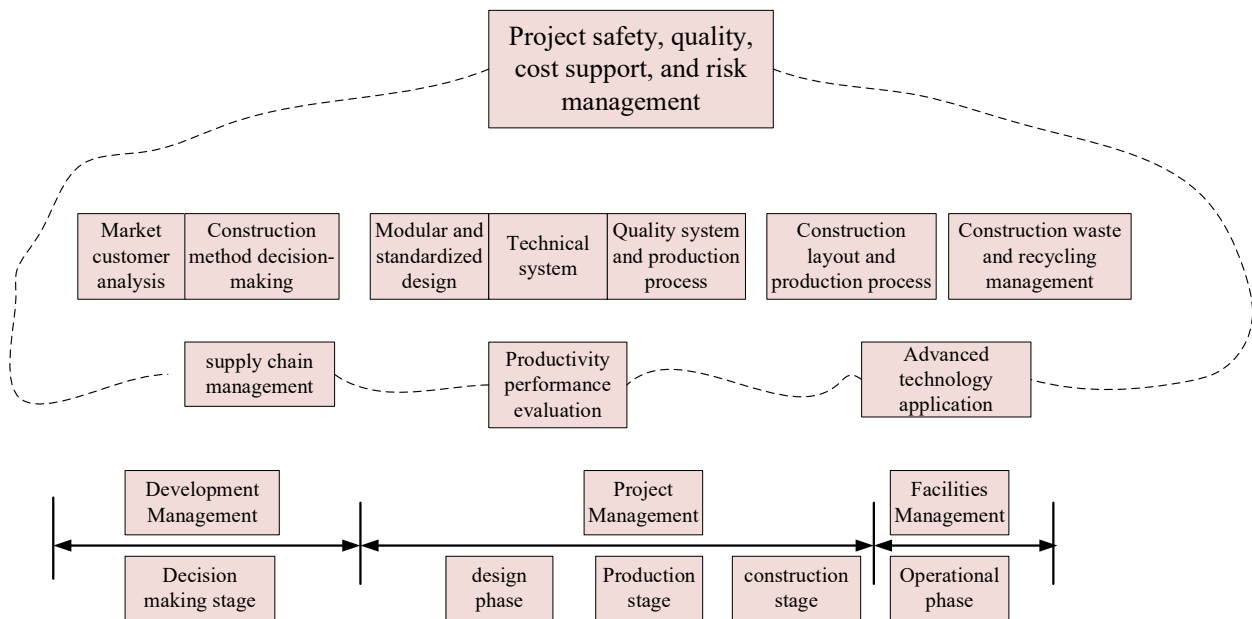 Project safety, quality,
cost support, and risk
management
Market
customer
analysis
Construction
method decision-
making
Modular and
standardized
design
Technical
system
Quality system
and production
process
Construction
layout and
production process
Construction waste
and recycling
management
supply chain
management
Productivity
performance
evaluation
Advanced
technology
application
Development
Management
Project
Management
Facilities
Management
Decision
making stage
design
phase
Production
stage
construction
stage
Operational
phase